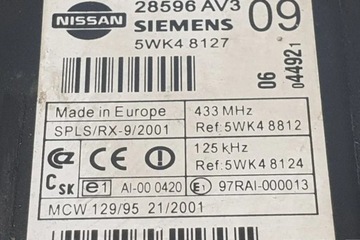 NISSAN
28596 AV3
SIEMENS
5WK4 8127
09
06
044921
Made in Europe
433 MHz
SPLS/RX-9/2001
Ref:5WK4 8812
125 kHz
Ref:5WK4 8124
CE
C SK
e1
AI-00 0420
E1
97RAI-000013
MCW 129/95 21/2001